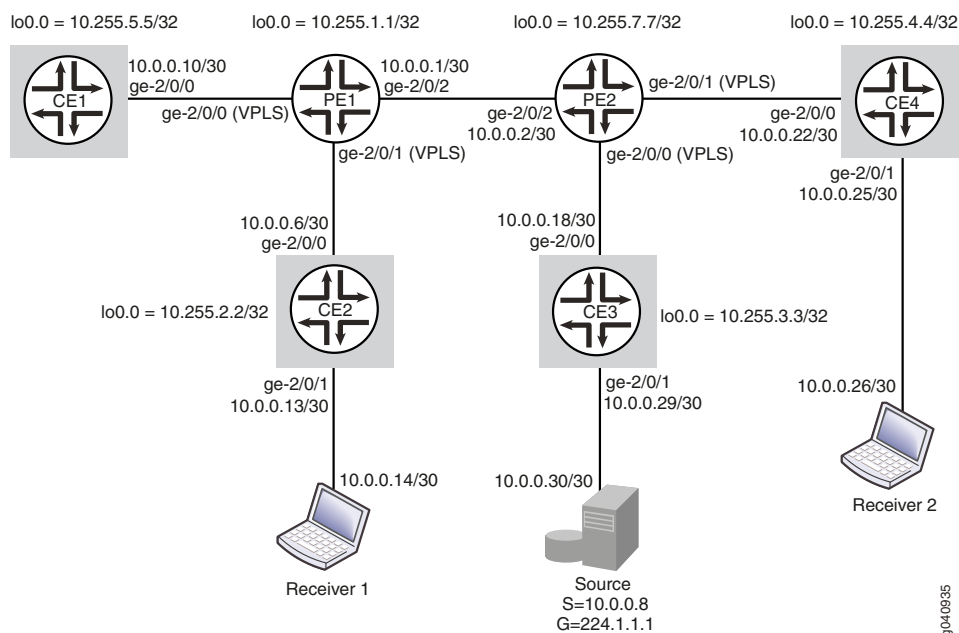 lo0.0 = 10.255.5.5/32
lo0.0 = 10.255.1.1/32
lo0.0 = 10.255.7.7/32
lo0.0 = 10.255.4.4/32
CE1
10.0.0.10/30
ge-2/0/0
ge-2/0/0 (VPLS)
PE1
10.0.0.1/30
ge-2/0/2
ge-2/0/2
10.0.0.2/30
PE2
ge-2/0/1 (VPLS)
ge-2/0/0
10.0.0.22/30
CE4
ge-2/0/1 (VPLS)
ge-2/0/0 (VPLS)
ge-2/0/1
10.0.0.25/30
10.0.0.6/30
ge-2/0/0
10.0.0.18/30
ge-2/0/0
lo0.0 = 10.255.2.2/32
CE2
CE3
lo0.0 = 10.255.3.3/32
ge-2/0/1
10.0.0.13/30
ge-2/0/1
10.0.0.29/30
10.0.0.26/30
10.0.0.14/30
10.0.0.30/30
Receiver 2
Receiver 1
Source
S=10.0.0.8
G=224.1.1.1
g040935